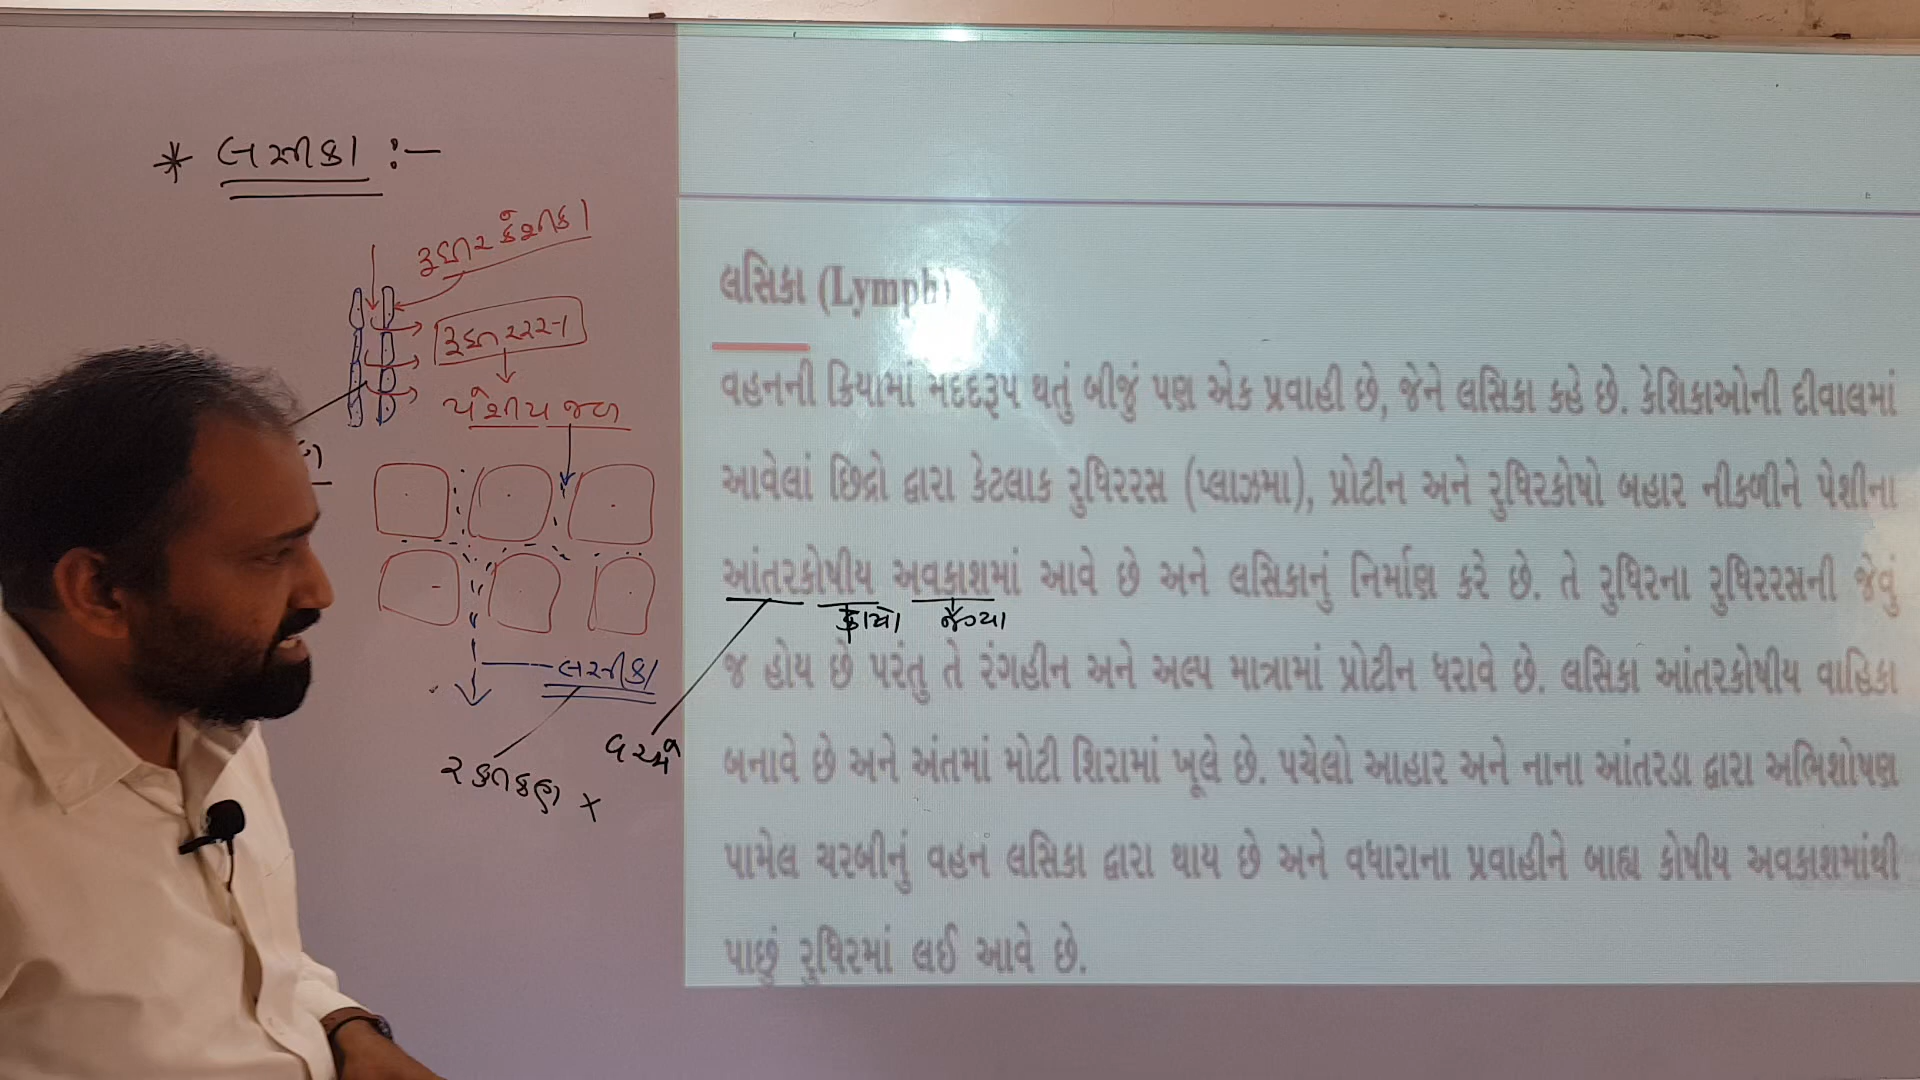 * લસીકા :-
રૂધીર કેશીકા
રૂધીરરસ
પેશીય જળ
લસીકા
રક્તકણ x
વચ્ચે
લસિકા (Lymph)
વહનની ક્રિયામાં મદદરૂપ થતું બીજું પણ એક પ્રવાહી છે, જેને લસિકા કહે છે. કેશિકાઓની દીવાલમાં
આવેલાં છિદ્રો દ્વારા કેટલાક રુધિરરસ (પ્લાઝમા), પ્રોટીન અને રુધિરકોષો બહાર નીકળીને પેશીના
આંતરકોષીય અવકાશમાં આવે છે અને લસિકાનું નિર્માણ કરે છે. તે રુધિરના રુધિરરસની જેવું
કોષો જગ્યા
જ હોય છે પરંતુ તે રંગહીન અને અલ્પ માત્રામાં પ્રોટીન ધરાવે છે. લસિકા આંતરકોષીય વાહિકા
બનાવે છે અને અંતમાં મોટી શિરામાં ખૂલે છે. પચેલો આહાર અને નાના આંતરડા દ્વારા અભિશોષણ
પામેલ ચરબીનું વહન લસિકા દ્વારા થાય છે અને વધારાના પ્રવાહીને બાહ્ય કોષીય અવકાશમાંથી
પાછું રુધિરમાં લઈ આવે છે.